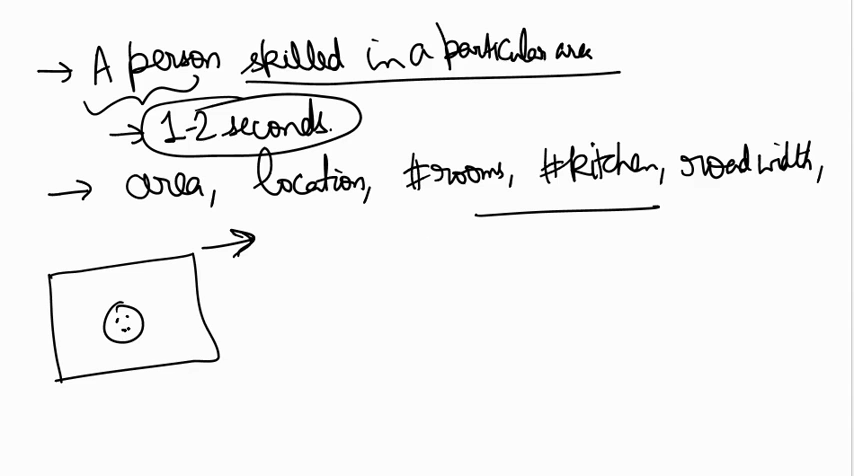 → A person skilled in a particular area
→ 1-2 seconds.
→ area, location, #rooms, #kitchen, road width,